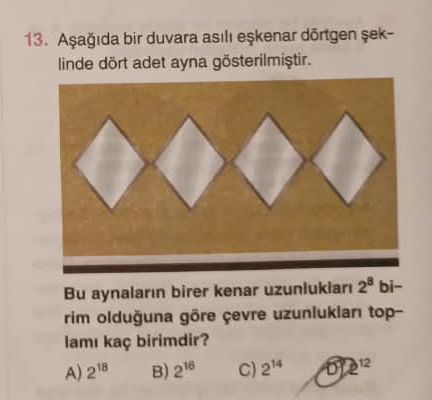 13. Aşağıda bir duvara asılı eşkenar dörtgen şek-
linde dört adet ayna gösterilmiştir.
Bu aynaların birer kenar uzunlukları 2⁸ bi-
rim olduğuna göre çevre uzunlukları top-
lamı kaç birimdir?
A) 2¹⁸ B) 2¹⁶ C) 2¹⁴ D) 2¹²